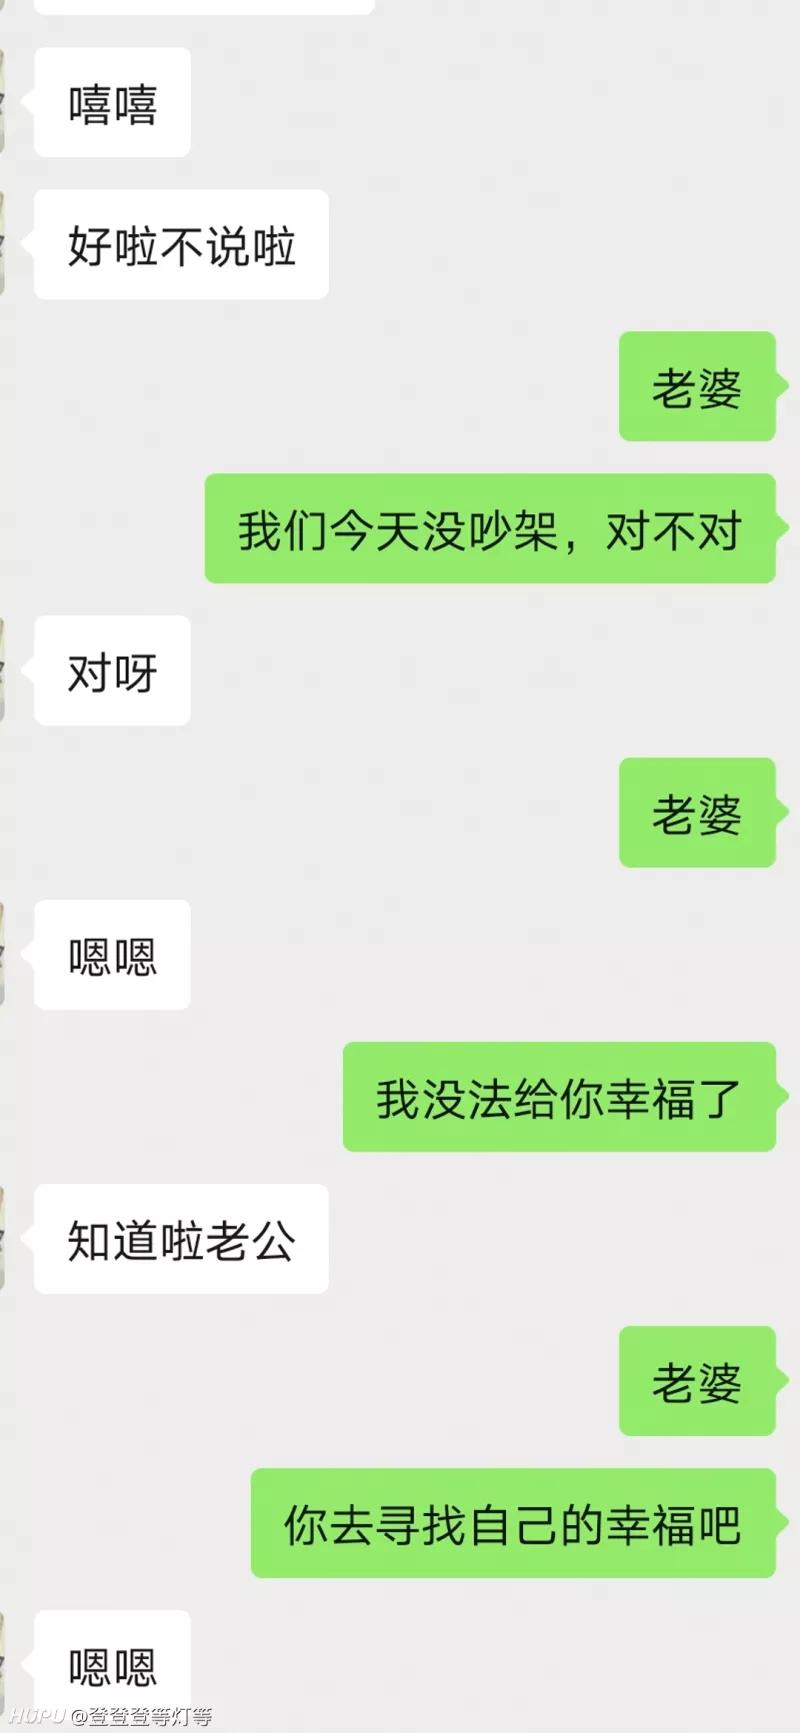 嘻嘻
好啦不说啦
老婆
我们今天没吵架，对不对
对呀
老婆
嗯嗯
我没法给你幸福了
知道啦老公
老婆
你去寻找自己的幸福吧
嗯嗯
HUPU @登登登等灯等